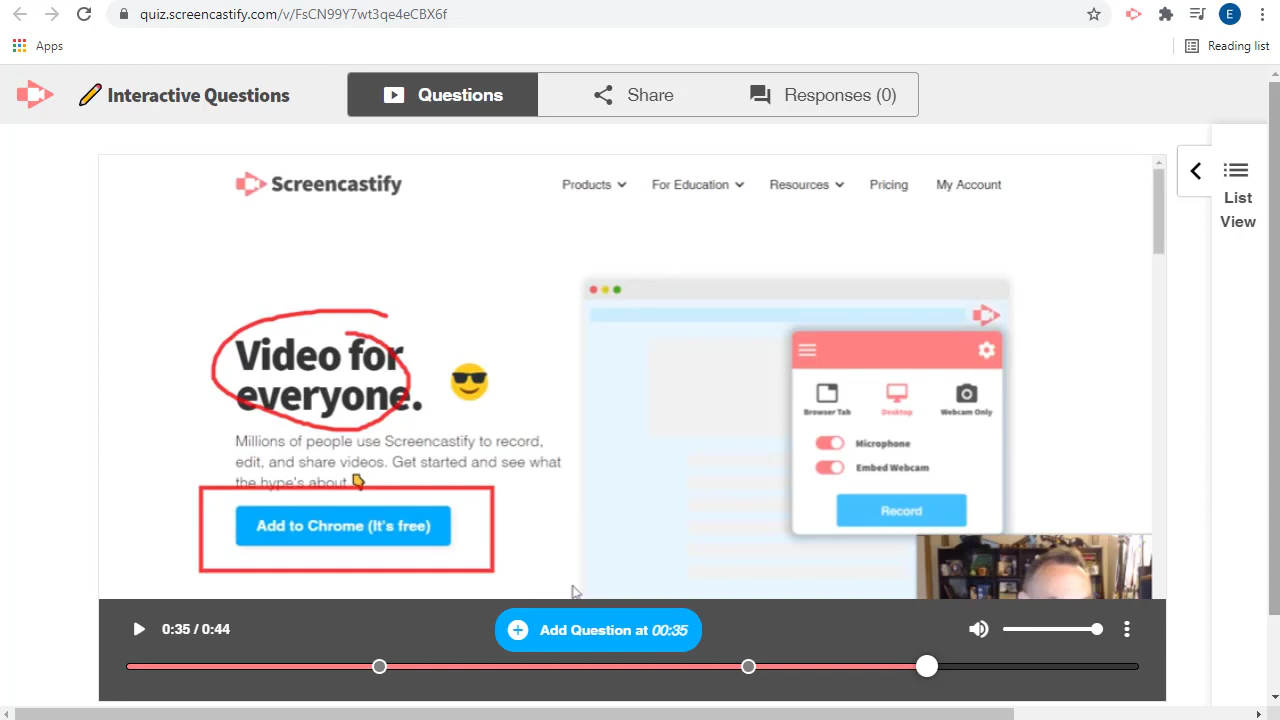 quiz.screencastify.com/v/FsCN99Y7wt3qe4eCBX6f
E
Apps
Reading list
Interactive Questions
Questions
Share
Responses (0)
List
View
Screencastify
Products
For Education
Resources
Pricing
My Account
Video for
everyone.
Millions of people use Screencastify to record,
edit, and share videos. Get started and see what
the hype's about
Add to Chrome (It's free)
Browser Tab
Desktop
Webcam Only
Microphone
Embed Webcam
Record
0:35 / 0:44
Add Question at 00:35